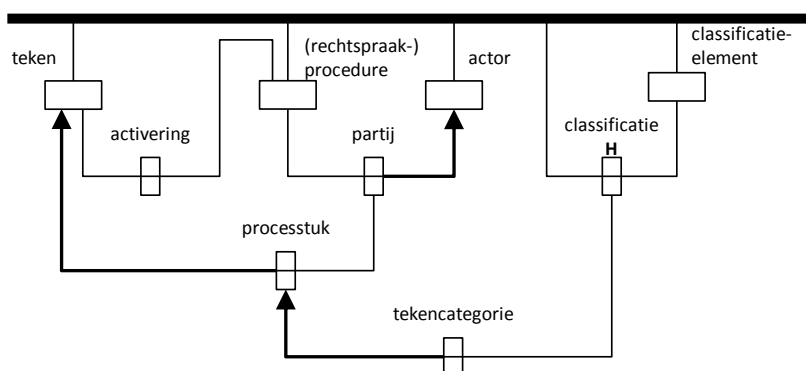 teken
(rechtspraak-)
procedure
actor
classificatie-
element
activering
partij
classificatie
H
processtuk
tekencategorie